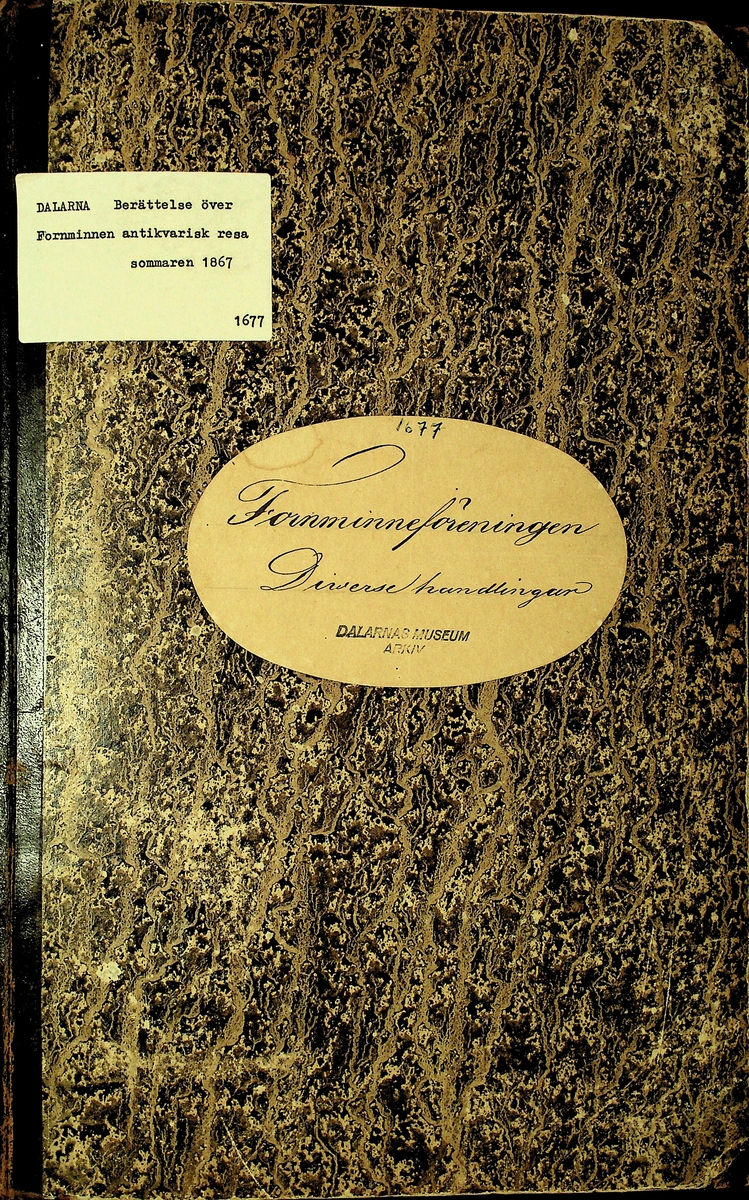 DALARNA Berättelse över
Fornminnen antikvarisk resa
sommaren 1867
1677
1677
Fornminneföreningen
Diverse handlingar
DALARNAS MUSEUM
ARKIV